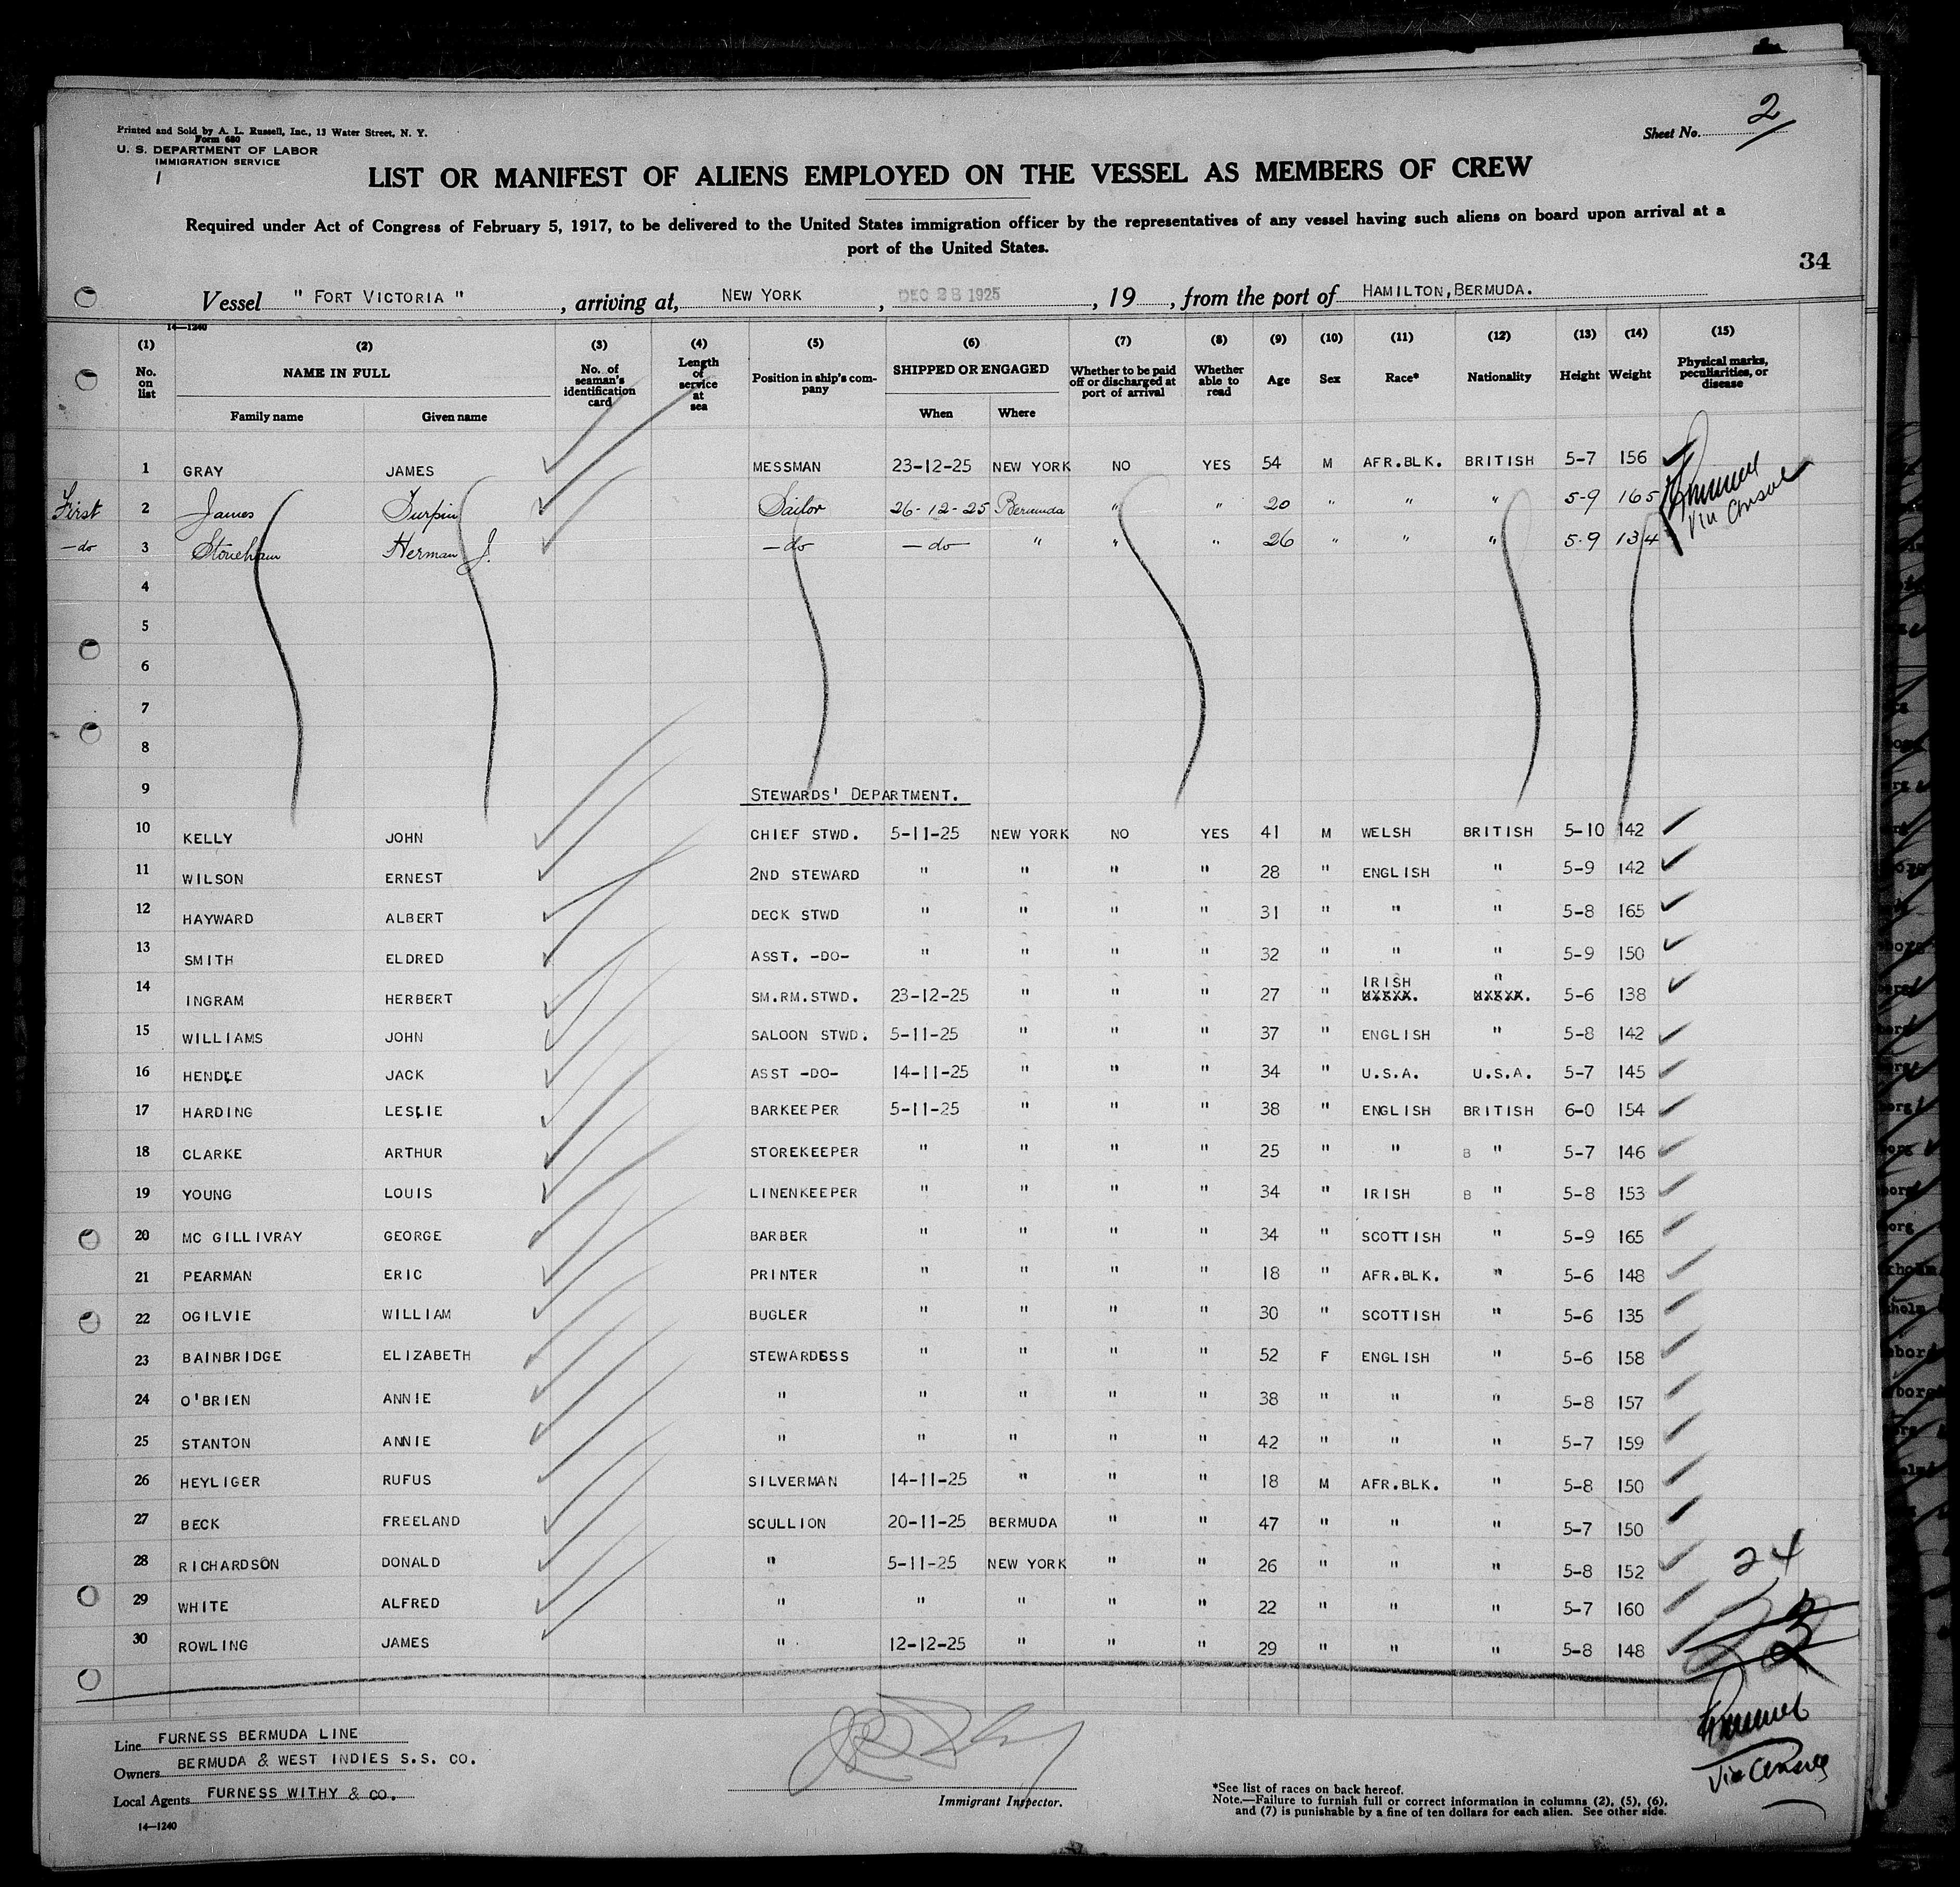 Printed and Sold by A. L. Russell, Inc., 13 Water Street, N. Y.
Form 680
U. S. DEPARTMENT OF LABOR
IMMIGRATION SERVICE
Sheet No. 2
LIST OR MANIFEST OF ALIENS EMPLOYED ON THE VESSEL AS MEMBERS OF CREW
Required under Act of Congress of February 5, 1917, to be delivered to the United States immigration officer by the representatives of any vessel having such aliens on board upon arrival at a
port of the United States.
34
Vessel " FORT VICTORIA " , arriving at, NEW YORK , DEC 28 1925 , 19 , from the port of HAMILTON, BERMUDA.
14—1240
(1) (2) (3) (4) (5) (6) (7) (8) (9) (10) (11) (12) (13) (14) (15)
No. on list NAME IN FULL Family name Given name No. of seaman's identification card Length of service at sea Position in ship's company SHIPPED OR ENGAGED When Where Whether to be paid off or discharged at port of arrival Whether able to read Age Sex Race* Nationality Height Weight Physical marks, peculiarities, or disease
1 GRAY JAMES MESSMAN 23-12-25 NEW YORK NO YES 54 M AFR.BLK. BRITISH 5-7 156
First 2 James Turpin Sailor 26-12-25 Bermuda " " 20 " " " 5-9 165
—do 3 Stoneham Herman J. —do —do— " " " 26 " " " 5-9 134
Via Consul
4
5
6
7
8
9 STEWARDS' DEPARTMENT.
10 KELLY JOHN CHIEF STWD. 5-11-25 NEW YORK NO YES 41 M WELSH BRITISH 5-10 142
11 WILSON ERNEST 2ND STEWARD " " " " 28 " ENGLISH " 5-9 142
12 HAYWARD ALBERT DECK STWD " " " " 31 " " " 5-8 165
13 SMITH ELDRED ASST. -DO- " " " " 32 " " " 5-9 150
14 INGRAM HERBERT SM.RM.STWD. 23-12-25 " " " 27 " IRISH " 5-6 138
15 WILLIAMS JOHN SALOON STWD. 5-11-25 " " " 37 " ENGLISH " 5-8 142
16 HENDLE JACK ASST -DO- 14-11-25 " " " 34 " U.S.A. U.S.A. 5-7 145
17 HARDING LESLIE BARKEEPER 5-11-25 " " " 38 " ENGLISH BRITISH 6-0 154
18 CLARKE ARTHUR STOREKEEPER " " " " 25 " " B " 5-7 146
19 YOUNG LOUIS LINENKEEPER " " " " 34 " IRISH B " 5-8 153
20 MC GILLIVRAY GEORGE BARBER " " " " 34 " SCOTTISH " 5-9 165
21 PEARMAN ERIC PRINTER " " " " 18 " AFR.BLK. " 5-6 148
22 OGILVIE WILLIAM BUGLER " " " " 30 " SCOTTISH " 5-6 135
23 BAINBRIDGE ELIZABETH STEWARDESS " " " " 52 F ENGLISH " 5-6 158
24 O'BRIEN ANNIE " " " " " 38 " " " 5-8 157
25 STANTON ANNIE " " " " " 42 " " " 5-7 159
26 HEYLIGER RUFUS SILVERMAN 14-11-25 " " " 18 M AFR.BLK. " 5-8 150
27 BECK FREELAND SCULLION 20-11-25 BERMUDA " " 47 " " " 5-7 150
28 RICHARDSON DONALD " 5-11-25 NEW YORK " " 26 " " " 5-8 152
29 WHITE ALFRED " " " " " 22 " " " 5-7 160
30 ROWLING JAMES " 12-12-25 " " " 29 " " " 5-8 148
24
Via Consul
Line FURNESS BERMUDA LINE
Owners BERMUDA & WEST INDIES S.S. CO.
Local Agents FURNESS WITHY & CO.
14—1240
Immigrant Inspector.
*See list of races on back hereof.
Note.—Failure to furnish full or correct information in columns (2), (5), (6),
and (7) is punishable by a fine of ten dollars for each alien. See other side.